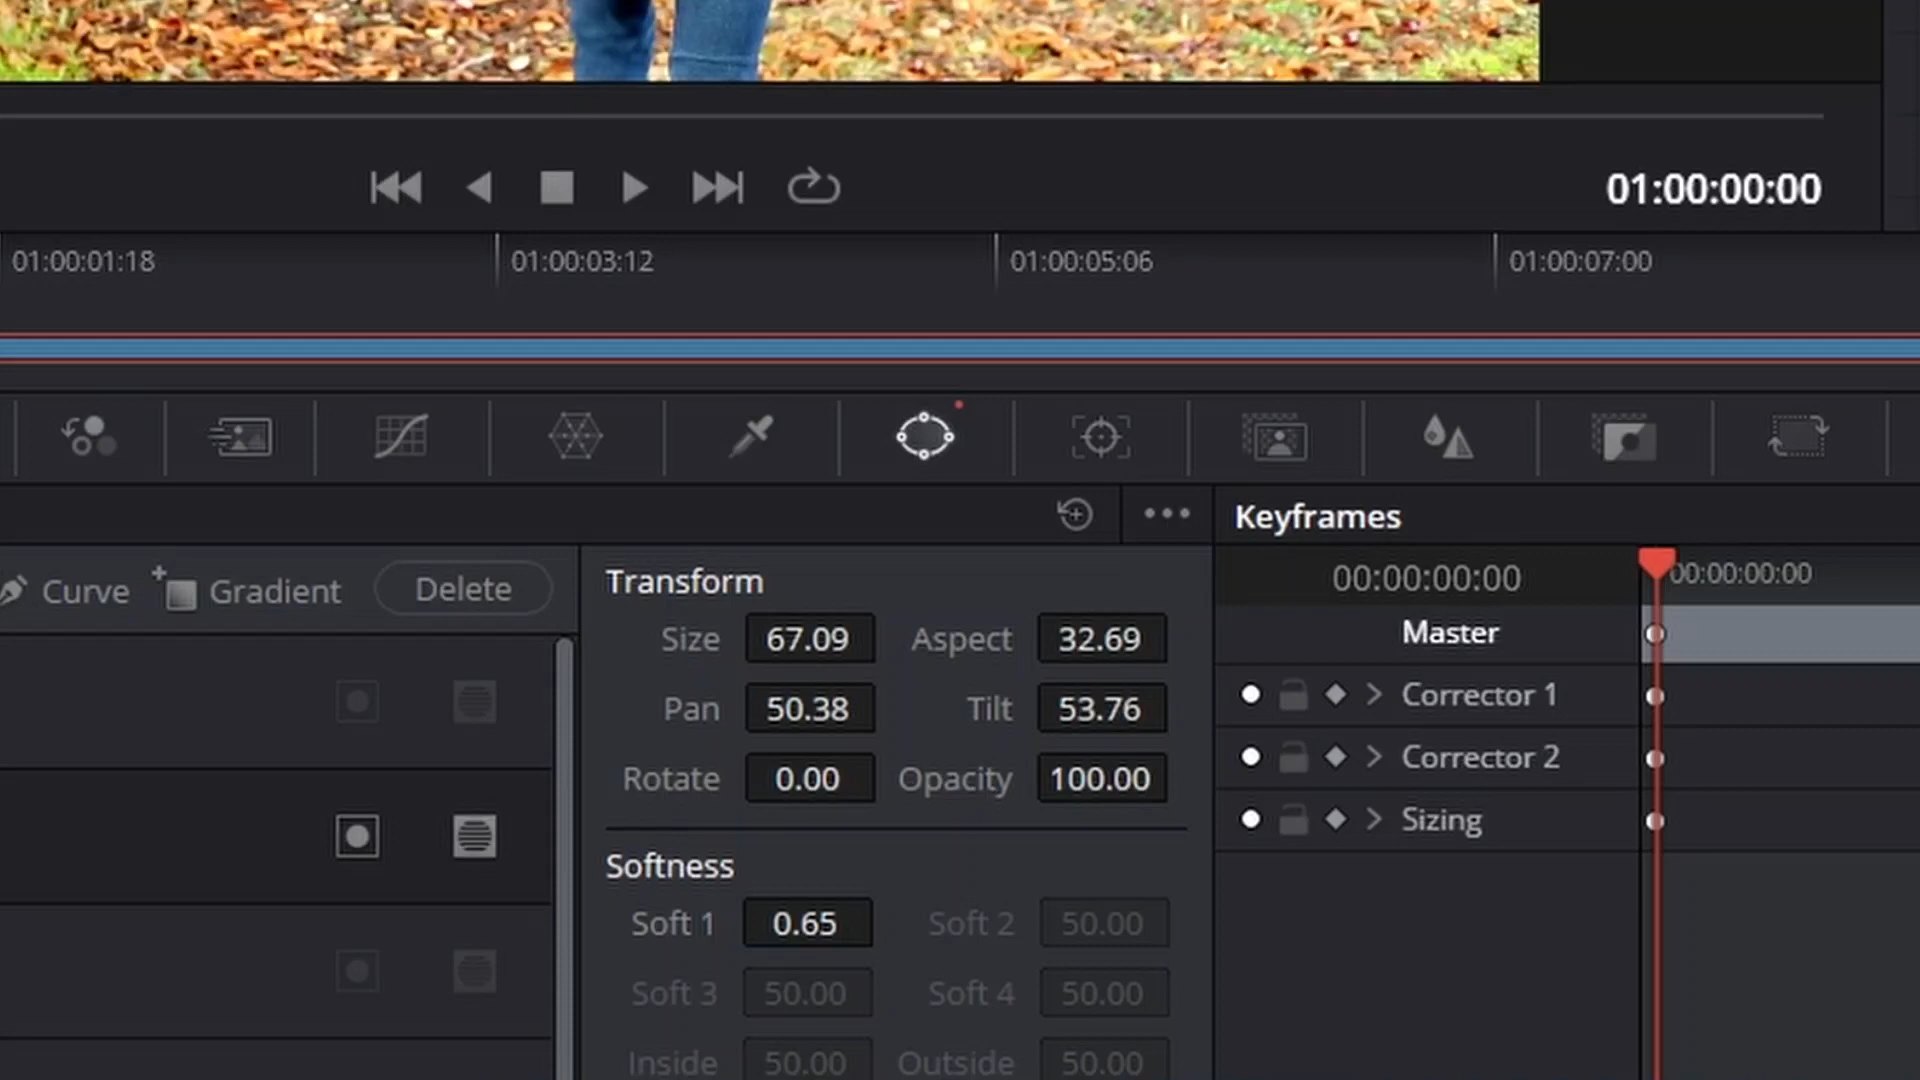 01:00:00:00
01:00:01:18 01:00:03:12 01:00:05:06 01:00:07:00
Keyframes
Curve Gradient Delete
Transform
00:00:00:00 00:00:00:00
Size 67.09 Aspect 32.69
Master
Pan 50.38 Tilt 53.76
Corrector 1
Rotate 0.00 Opacity 100.00
Corrector 2
Sizing
Softness
Soft 1 0.65 Soft 2 50.00
Soft 3 50.00 Soft 4 50.00
Inside 50.00 Outside 50.00